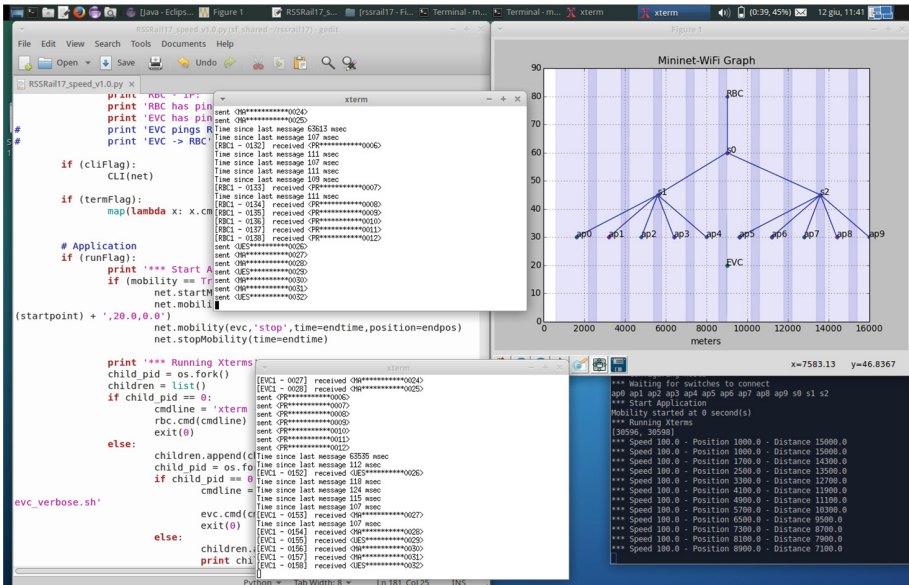 [Java - Eclips...
Figure 1
RSSRail17_s...
[rssrail17 - Fi...
Terminal - m...
Terminal - m...
xterm
xterm
(0:39, 45%)
12 giu, 11:41
RSSRail17_speed_v1.0.py (sf_shared ~/rssrail17) - gedit
File Edit View Search Tools Documents Help
Open Save Undo
RSSRail17_speed_v1.0.py ×
print 'RBC - IP:
print 'RBC has pin
print 'EVC has pin
# print 'EVC pings R
# print 'EVC -> RBC'
if (cliFlag):
CLI(net)
if (termFlag):
map(lambda x: x.cm
# Application
if (runFlag):
print '*** Start A
if (mobility == Tr
net.startM
net.mobili
(startpoint) + ',20.0,0.0')
net.mobility(evc,'stop',time=endtime,position=endpos)
net.stopMobility(time=endtime)
print '*** Running Xterms'
child_pid = os.fork()
children = list()
if child_pid == 0:
cmdline = 'xterm
rbc.cmd(cmdline)
exit(0)
else:
children.append(c
child_pid = os.fo
if child_pid == 0
cmdline =
evc_verbose.sh'
evc.cmd(c
exit(0)
else:
children.
print chi
Python Tab Width: 8 Ln 181, Col 25 INS
xterm
sent <MA***********0024>
sent <MA***********0025>
Time since last message 63613 msec
Time since last message 107 msec
[RBC1 - 0132] received <PR***********0006>
Time since last message 111 msec
Time since last message 107 msec
Time since last message 111 msec
Time since last message 109 msec
[RBC1 - 0133] received <PR***********0007>
Time since last message 111 msec
[RBC1 - 0134] received <PR***********0008>
[RBC1 - 0135] received <PR***********0009>
[RBC1 - 0136] received <PR***********0010>
[RBC1 - 0137] received <PR***********0011>
[RBC1 - 0138] received <PR***********0012>
sent <UES**********0026>
sent <MA***********0027>
sent <MA***********0028>
sent <UES**********0029>
sent <MA***********0030>
sent <MA***********0031>
sent <UES**********0032>
xterm
[EVC1 - 0027] received <MA***********0024>
[EVC1 - 0028] received <MA***********0025>
sent <PR***********0006>
sent <PR***********0007>
sent <PR***********0008>
sent <PR***********0009>
sent <PR***********0010>
sent <PR***********0011>
sent <PR***********0012>
Time since last message 63535 msec
Time since last message 112 msec
[EVC1 - 0152] received <UES**********0026>
Time since last message 118 msec
Time since last message 124 msec
Time since last message 115 msec
Time since last message 107 msec
[EVC1 - 0153] received <MA***********0027>
Time since last message 107 msec
[EVC1 - 0154] received <MA***********0028>
[EVC1 - 0155] received <UES**********0029>
[EVC1 - 0156] received <MA***********0030>
[EVC1 - 0157] received <MA***********0031>
[EVC1 - 0158] received <UES**********0032>
Figure 1
Mininet-WiFi Graph
90
80
70
60
50
40
30
20
10
0
RBC
s0
s1 s2
ap0 ap1 ap2 ap3 ap4 ap5 ap6 ap7 ap8 ap9
EVC
0 2000 4000 6000 8000 10000 12000 14000 16000
meters
x=7583.13 y=46.8367
*** Waiting for switches to connect
ap0 ap1 ap2 ap3 ap4 ap5 ap6 ap7 ap8 ap9 s0 s1 s2
*** Start Application
Mobility started at 0 second(s)
*** Running Xterms
[30596, 30598]
*** Speed 100.0 - Position 1000.0 - Distance 15000.0
*** Speed 100.0 - Position 1000.0 - Distance 15000.0
*** Speed 100.0 - Position 1700.0 - Distance 14300.0
*** Speed 100.0 - Position 2500.0 - Distance 13500.0
*** Speed 100.0 - Position 3300.0 - Distance 12700.0
*** Speed 100.0 - Position 4100.0 - Distance 11900.0
*** Speed 100.0 - Position 4900.0 - Distance 11100.0
*** Speed 100.0 - Position 5700.0 - Distance 10300.0
*** Speed 100.0 - Position 6500.0 - Distance 9500.0
*** Speed 100.0 - Position 7300.0 - Distance 8700.0
*** Speed 100.0 - Position 8100.0 - Distance 7900.0
*** Speed 100.0 - Position 8900.0 - Distance 7100.0